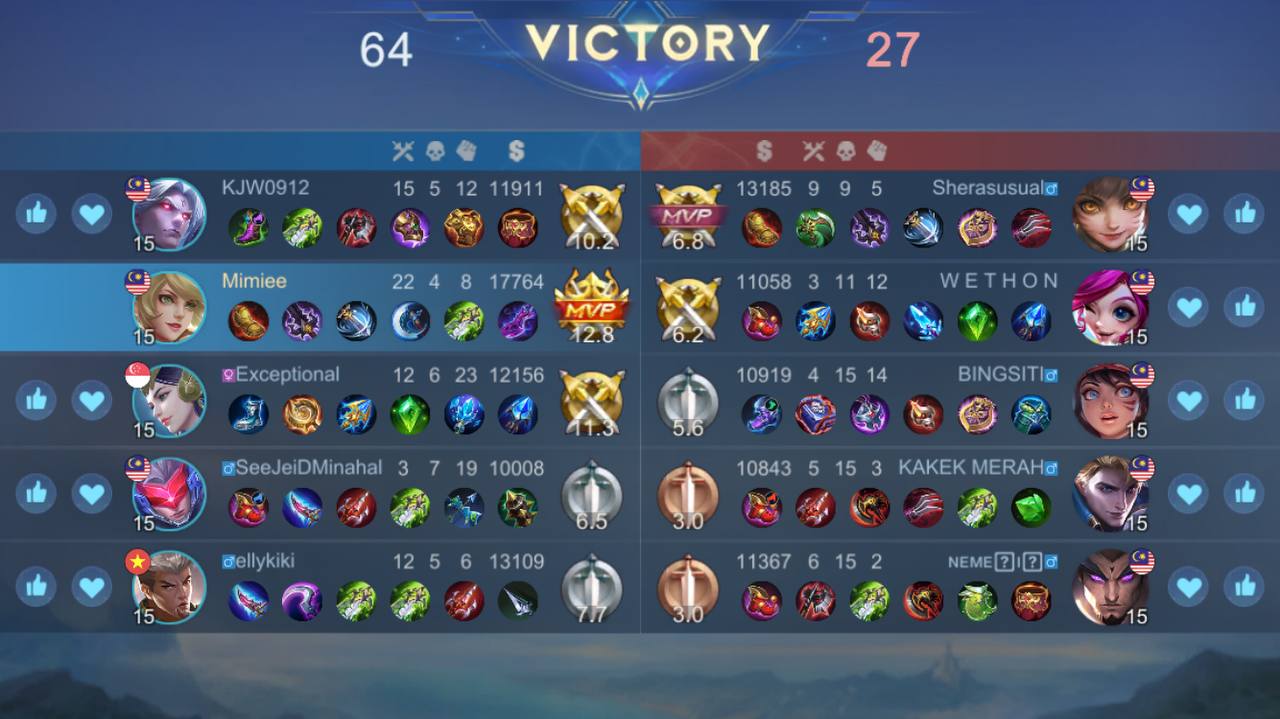 64 VICTORY 27
KJW0912 15 5 12 11911 10.2
15
MVP 6.8 13185 9 9 5 Sherasusual
15
Mimiee 22 4 8 17764 MVP 12.8
15
6.2 11058 3 11 12 W E T H O N
15
Exceptional 12 6 23 12156 11.3
15
5.6 10919 4 15 14 BINGSITI
15
SeeJeiDMinahal 3 7 19 10008 6.5
15
3.0 10843 5 15 3 KAKEK MERAH
15
ellykiki 12 5 6 13109 7.7
15
3.0 11367 6 15 2 NEME?I?
15